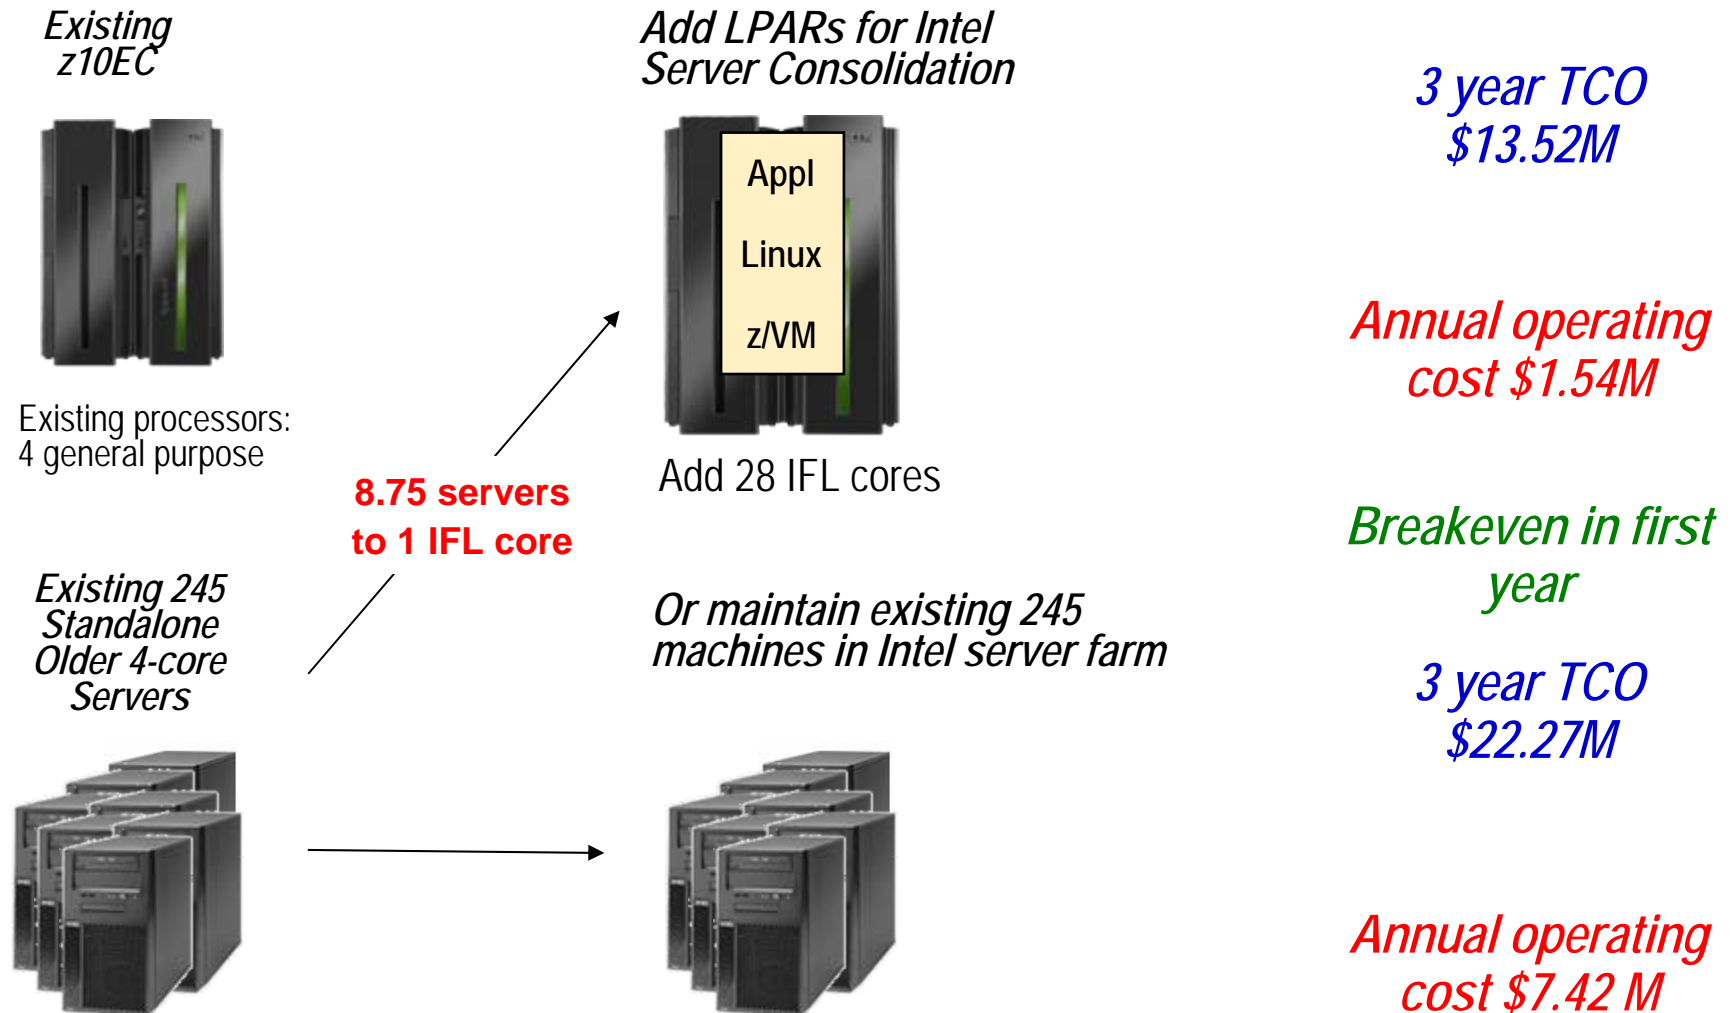 Existing
z10EC
Add LPARs for Intel
Server Consolidation
3 year TCO
$13.52M
Appl
Linux
z/VM
Annual operating
cost $1.54M
Existing processors:
4 general purpose
Add 28 IFL cores
8.75 servers
to 1 IFL core
Breakeven in first
year
Existing 245
Standalone
Older 4-core
Servers
Or maintain existing 245
machines in Intel server farm
3 year TCO
$22.27M
Annual operating
cost $7.42 M